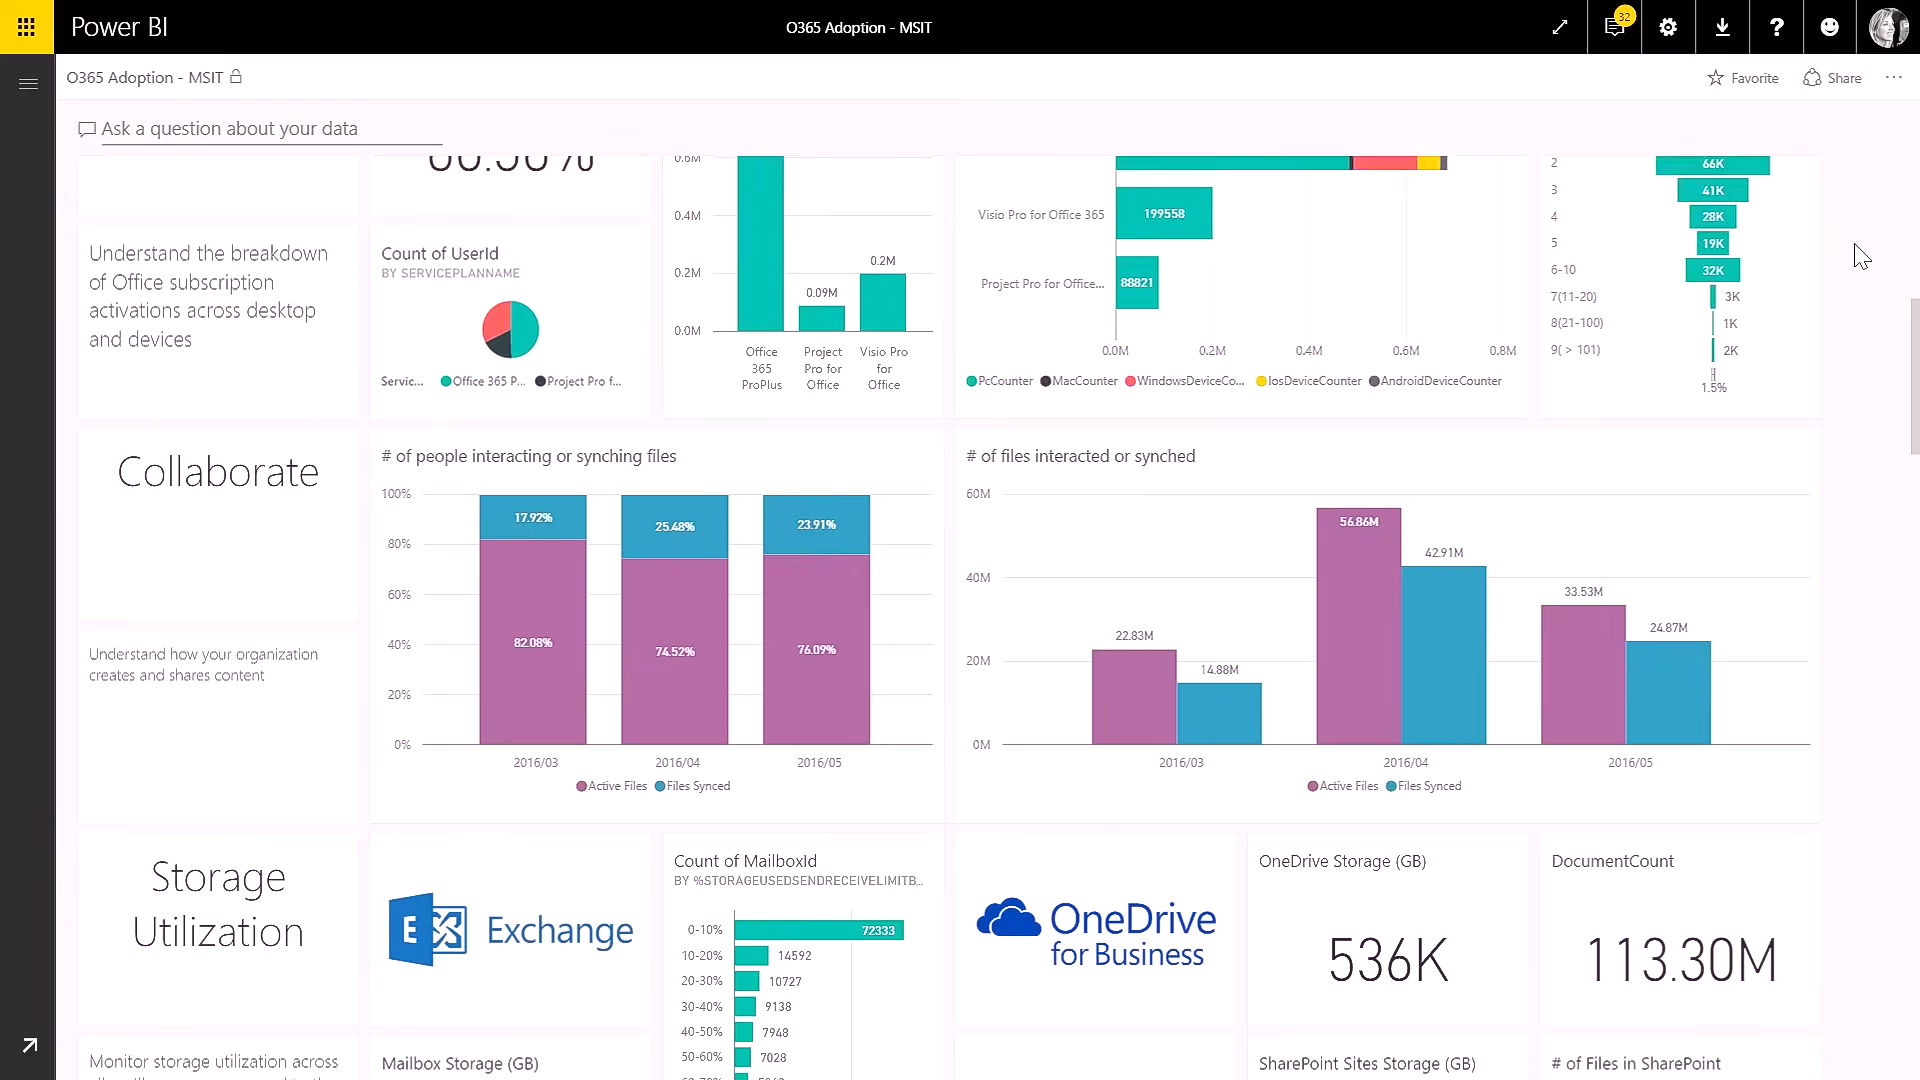 Power BI
O365 Adoption - MSIT
32
O365 Adoption - MSIT
Favorite
Share
Ask a question about your data
Understand the breakdown
of Office subscription
activations across desktop
and devices
Count of UserId
BY SERVICEPLANNAME
Servic...
Office 365 P...
Project Pro f...
0.6M
0.4M
0.2M
0.0M
0.09M
0.2M
Office
365
ProPlus
Project
Pro for
Office
Visio Pro
for
Office
Visio Pro for Office 365
199558
Project Pro for Office...
88821
0.0M
0.2M
0.4M
0.6M
0.8M
PcCounter
MacCounter
WindowsDeviceCo...
IosDeviceCounter
AndroidDeviceCounter
2
66K
3
41K
4
28K
5
19K
6-10
32K
7(11-20)
3K
8(21-100)
1K
9( > 101)
2K
1.5%
Collaborate
Understand how your organization
creates and shares content
# of people interacting or synching files
100%
80%
60%
40%
20%
0%
17.92%
82.08%
25.48%
74.52%
23.91%
76.09%
2016/03
2016/04
2016/05
Active Files
Files Synced
# of files interacted or synched
60M
40M
20M
0M
22.83M
14.88M
56.86M
42.91M
33.53M
24.87M
2016/03
2016/04
2016/05
Active Files
Files Synced
Storage
Utilization
Monitor storage utilization across
E
Exchange
Mailbox Storage (GB)
Count of MailboxId
BY %STORAGEUSEDSENDRECEIVELIMITB...
0-10%
72333
10-20%
14592
20-30%
10727
30-40%
9138
40-50%
7948
50-60%
7028
OneDrive
for Business
OneDrive Storage (GB)
536K
SharePoint Sites Storage (GB)
DocumentCount
113.30M
# of Files in SharePoint